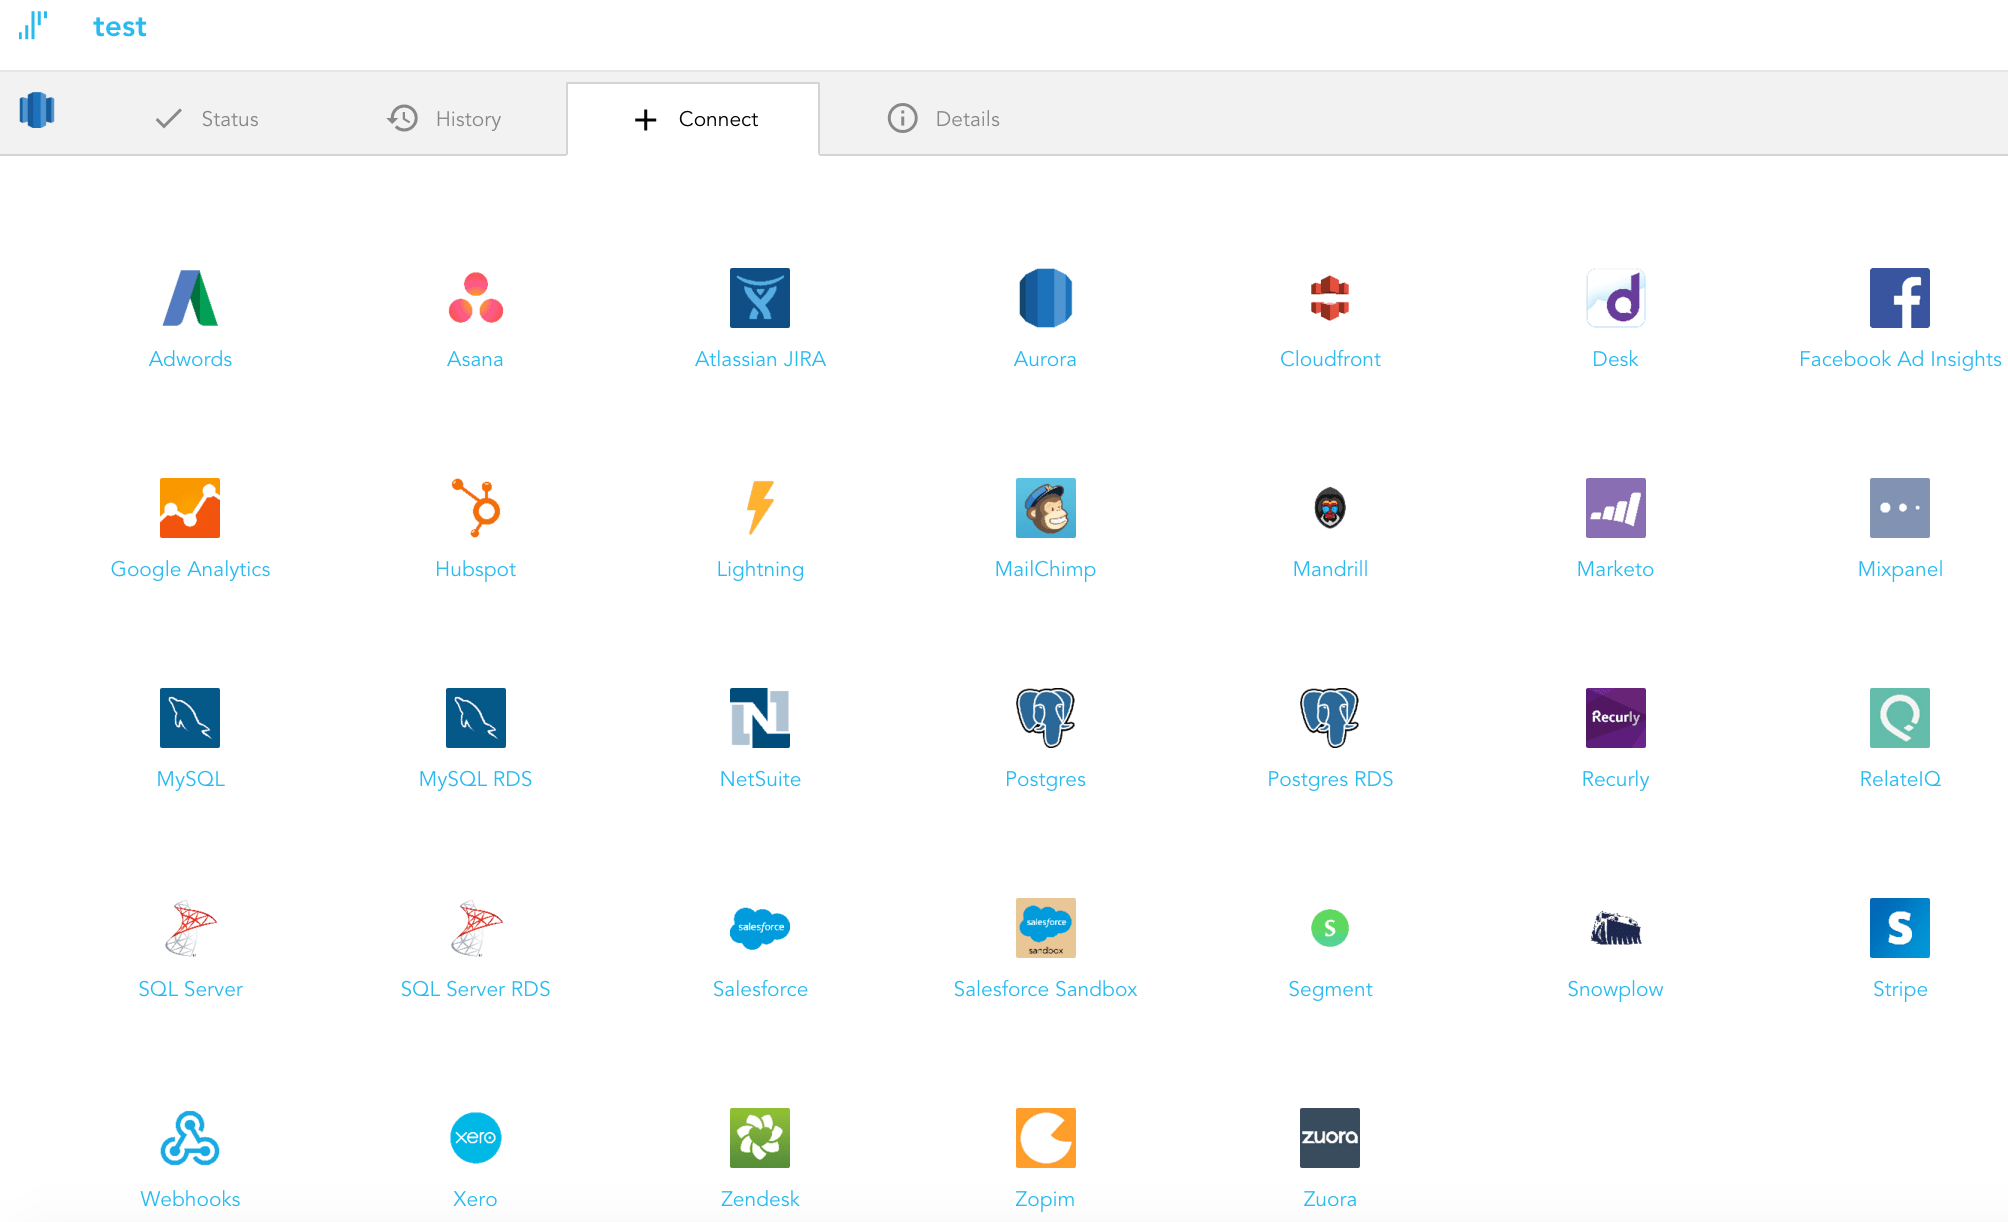 test
Status History Connect Details
Adwords Asana Atlassian JIRA Aurora Cloudfront Desk Facebook Ad Insights
Google Analytics Hubspot Lightning MailChimp Mandrill Marketo Mixpanel
Recurly
MySQL MySQL RDS NetSuite Postgres Postgres RDS Recurly RelateIQ
salesforce salesforce S S
sandbox
SQL Server SQL Server RDS Salesforce Salesforce Sandbox Segment Snowplow Stripe
xero zuora
Webhooks Xero Zendesk Zopim Zuora